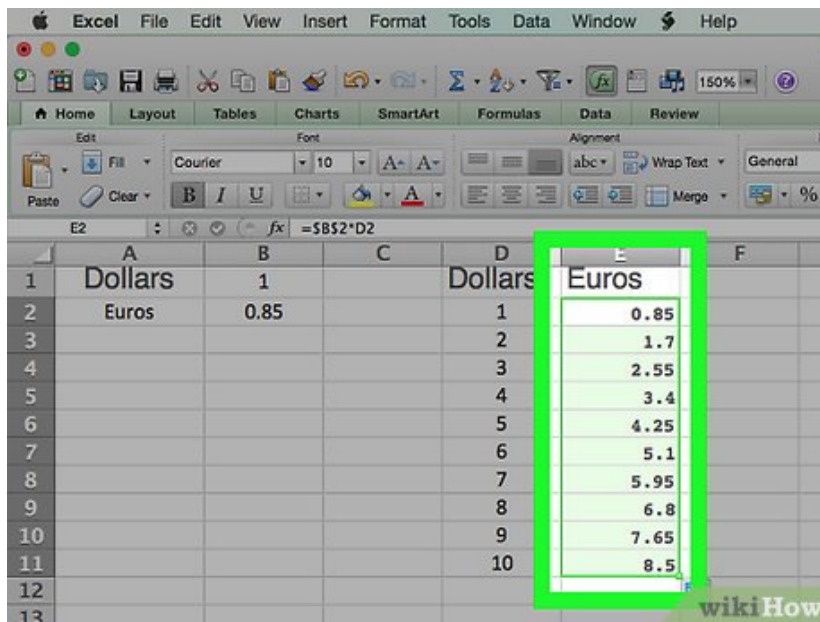 Excel File Edit View Insert Format Tools Data Window Help
150%
Home Layout Tables Charts SmartArt Formulas Data Review
Edit Font Alignment
Fill Courier 10 A A abc Wrap Text General
Paste Clear B I U A Merge %
E2 fx =$B$2*D2
A B C D E F
1 Dollars 1 Dollars Euros
2 Euros 0.85 1 0.85
3 2 1.7
4 3 2.55
5 4 3.4
6 5 4.25
7 6 5.1
8 7 5.95
9 8 6.8
10 9 7.65
11 10 8.5
12
13
wikiHow